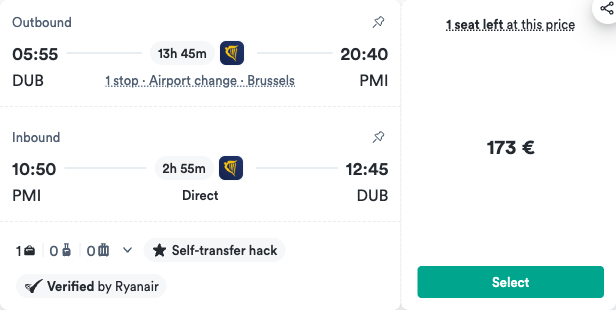 Outbound
05:55 13h 45m 20:40
DUB 1 stop · Airport change · Brussels PMI
Inbound
10:50 2h 55m 12:45
PMI Direct DUB
1 0 0 Self-transfer hack
Verified by Ryanair
1 seat left at this price
173 €
Select